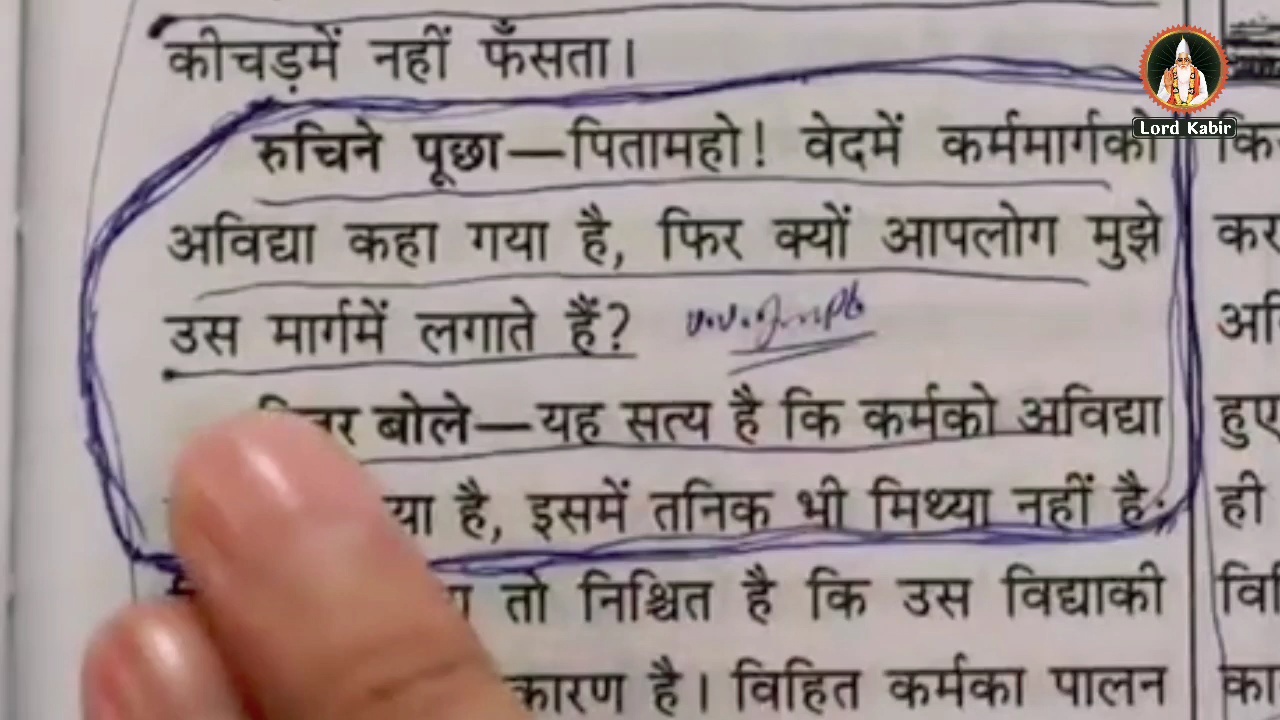 कीचड़में नहीं फँसता।
रुचिने पूछा—पितामहो! वेदमें कर्ममार्गको
अविद्या कहा गया है, फिर क्यों आपलोग मुझे
उस मार्गमें लगाते हैं?
बोले—यह सत्य है कि कर्मको अविद्या
है, इसमें तनिक भी मिथ्या नहीं है;
तो निश्चित है कि उस विद्याकी
कारण है। विहित कर्मका पालन
हुए
ही
Lord Kabir